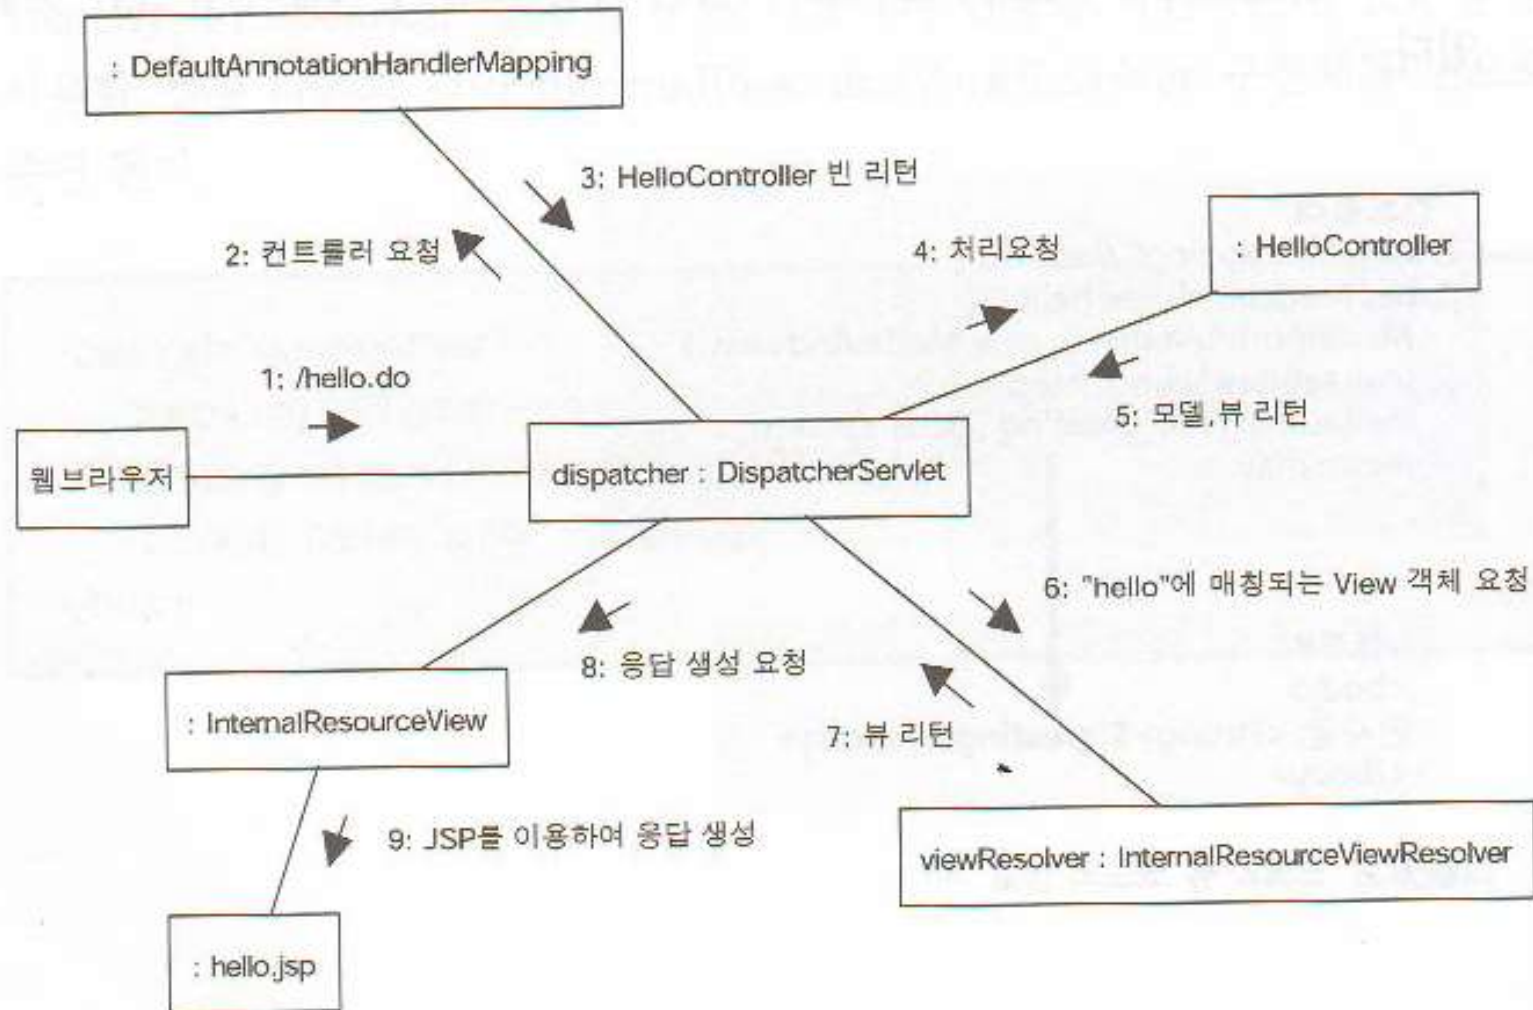 : DefaultAnnotationHandlerMapping
3: HelloController 빈 리턴
2: 컨트롤러 요청
4: 처리요청
: HelloController
1: /hello.do
5: 모델,뷰 리턴
웹브라우저
dispatcher : DispatcherServlet
6: "hello"에 매칭되는 View 객체 요청
8: 응답 생성 요청
: InternalResourceView
7: 뷰 리턴
9: JSP를 이용하여 응답 생성
viewResolver : InternalResourceViewResolver
: hello.jsp